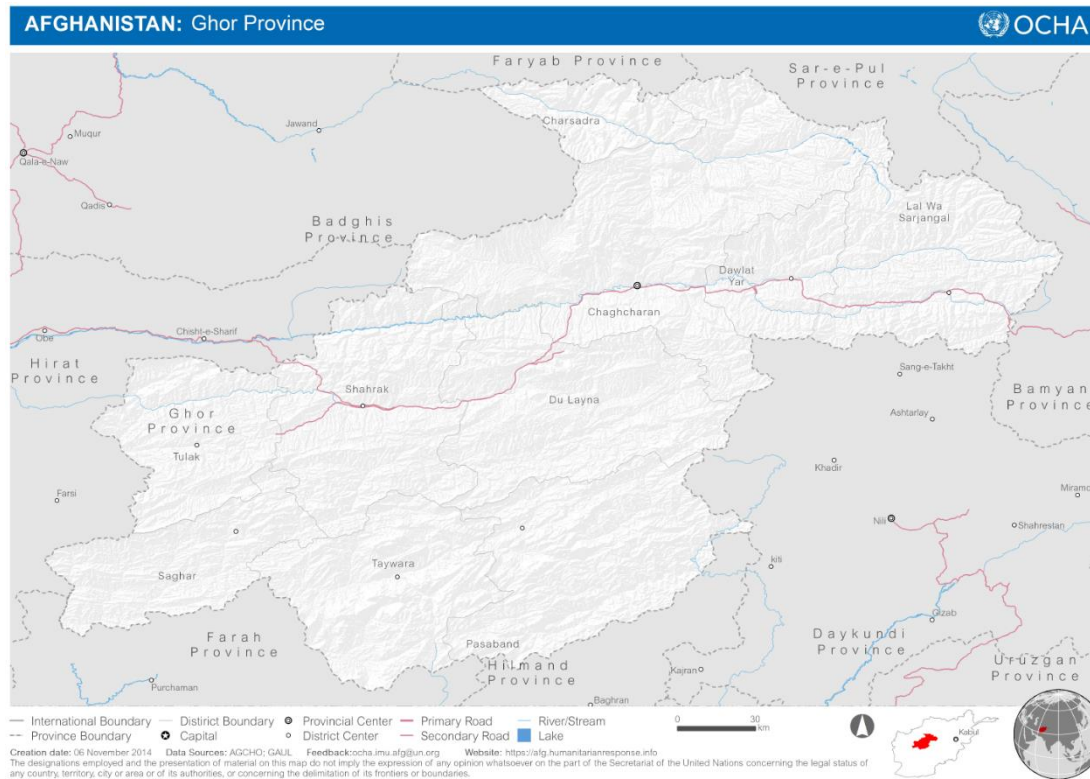 AFGHANISTAN: Ghor Province
OCHA
Faryab Province
Sar-e-Pul
Province
Charsadra
Jawand
Muqur
Qala-e-Naw
Qadis
Badghis
Province
Lal Wa
Sarjangal
Dawlat
Yar
Chaghcharan
Chisht-e-Sharif
Obe
Hirat
Province
Shahrak
Sang-e-Takht
Bamyan
Province
Du Layna
Ghor
Province
Ashtarlay
Tulak
Khadir
Farsi
Miramo
Nili
Shahrestan
Saghar
Taywara
kiti
Gizab
Farah
Province
Pasaband
Daykundi
Province
Hilmand
Province
Uruzgan
Province
Kajran
Purchaman
Baghran
International Boundary
District Boundary
Provincial Center
Primary Road
River/Stream
0 30
km
Province Boundary
Capital
District Center
Secondary Road
Lake
Kabul
Creation date: 06 November 2014 Data Sources: AGCHO; GAUL Feedback:ocha.imu.afg@un.org Website: https://afg.humanitarianresponse.info
The designations employed and the presentation of material on this map do not imply the expression of any opinion whatsoever on the part of the Secretariat of the United Nations concerning the legal status of
any country, territory, city or area or of its authorities, or concerning the delimitation of its frontiers or boundaries.